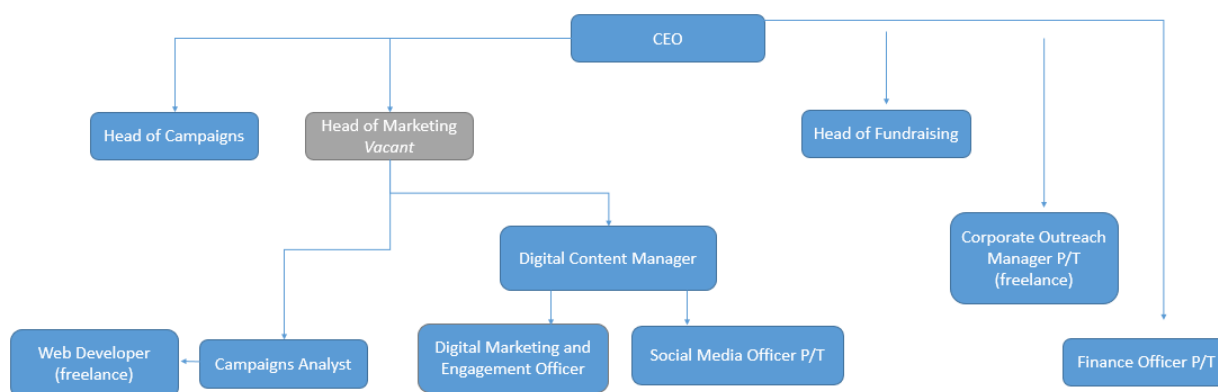 CEO
Head of Campaigns
Head of Marketing
Vacant
Head of Fundraising
Corporate Outreach
Manager P/T
(freelance)
Digital Content Manager
Web Developer
(freelance)
Campaigns Analyst
Digital Marketing and
Engagement Officer
Social Media Officer P/T
Finance Officer P/T